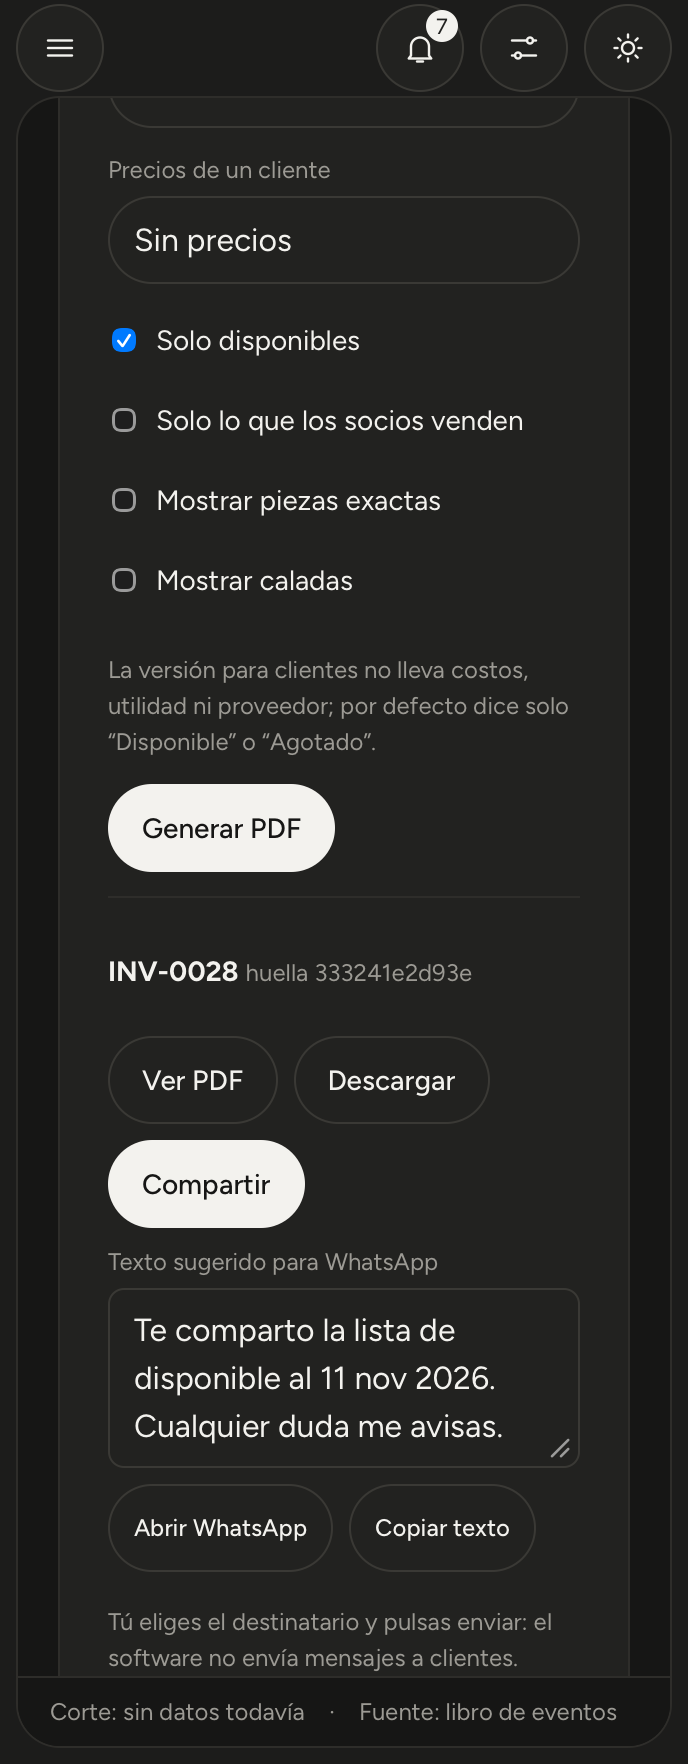 7
Precios de un cliente
Sin precios
Solo disponibles
Solo lo que los socios venden
Mostrar piezas exactas
Mostrar caladas
La versión para clientes no lleva costos,
utilidad ni proveedor; por defecto dice solo
“Disponible” o “Agotado”.
Generar PDF
INV-0028 huella 333241e2d93e
Ver PDF Descargar
Compartir
Texto sugerido para WhatsApp
Te comparto la lista de
disponible al 11 nov 2026.
Cualquier duda me avisas.
Abrir WhatsApp Copiar texto
Tú eliges el destinatario y pulsas enviar: el
software no envía mensajes a clientes.
Corte: sin datos todavía · Fuente: libro de eventos